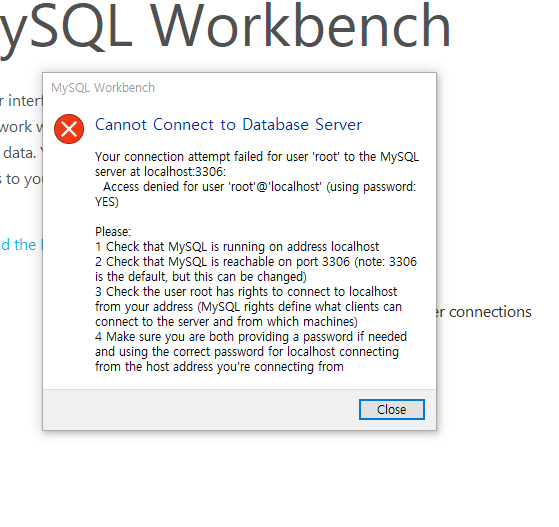 ySQL Workbench
MySQL Workbench
Cannot Connect to Database Server
r interf
work w
Your connection attempt failed for user 'root' to the MySQL
data.
server at localhost:3306:
s to you
Access denied for user 'root'@'localhost' (using password:
YES)
Please:
d the
1 Check that MySQL is running on address localhost
2 Check that MySQL is reachable on port 3306 (note: 3306
is the default, but this can be changed)
3 Check the user root has rights to connect to localhost
from your address (MySQL rights define what clients can
er connections
connect to the server and from which machines)
4 Make sure you are both providing a password if needed
and using the correct password for localhost connecting
from the host address you're connecting from
Close